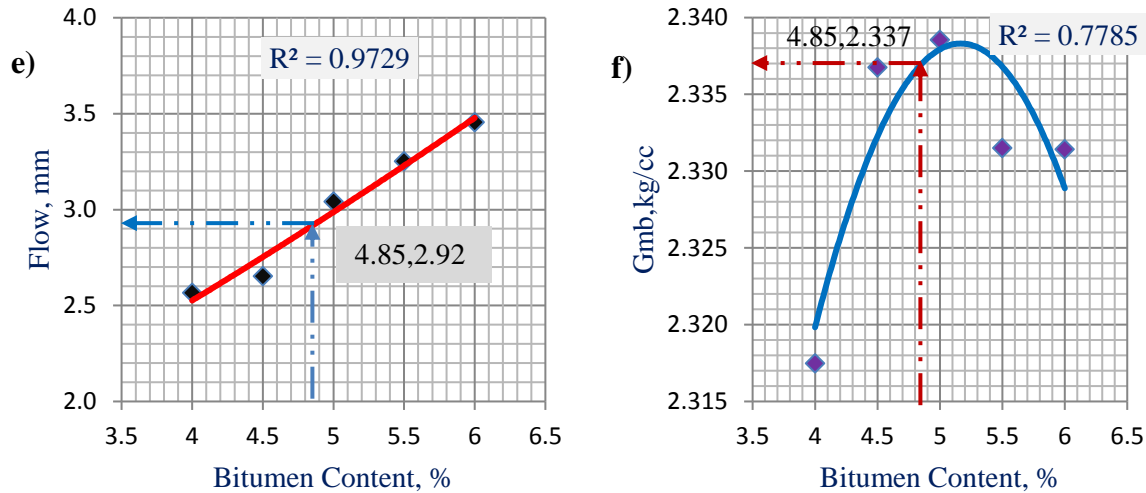 e)
R² = 0.9729
4.85,2.92
Flow, mm
4.0
3.5
3.0
2.5
2.0
3.5 4 4.5 5 5.5 6 6.5
Bitumen Content, %
f)
4.85,2.337
R² = 0.7785
Gmb,kg/cc
2.340
2.335
2.330
2.325
2.320
2.315
3.5 4 4.5 5 5.5 6 6.5
Bitumen Content, %